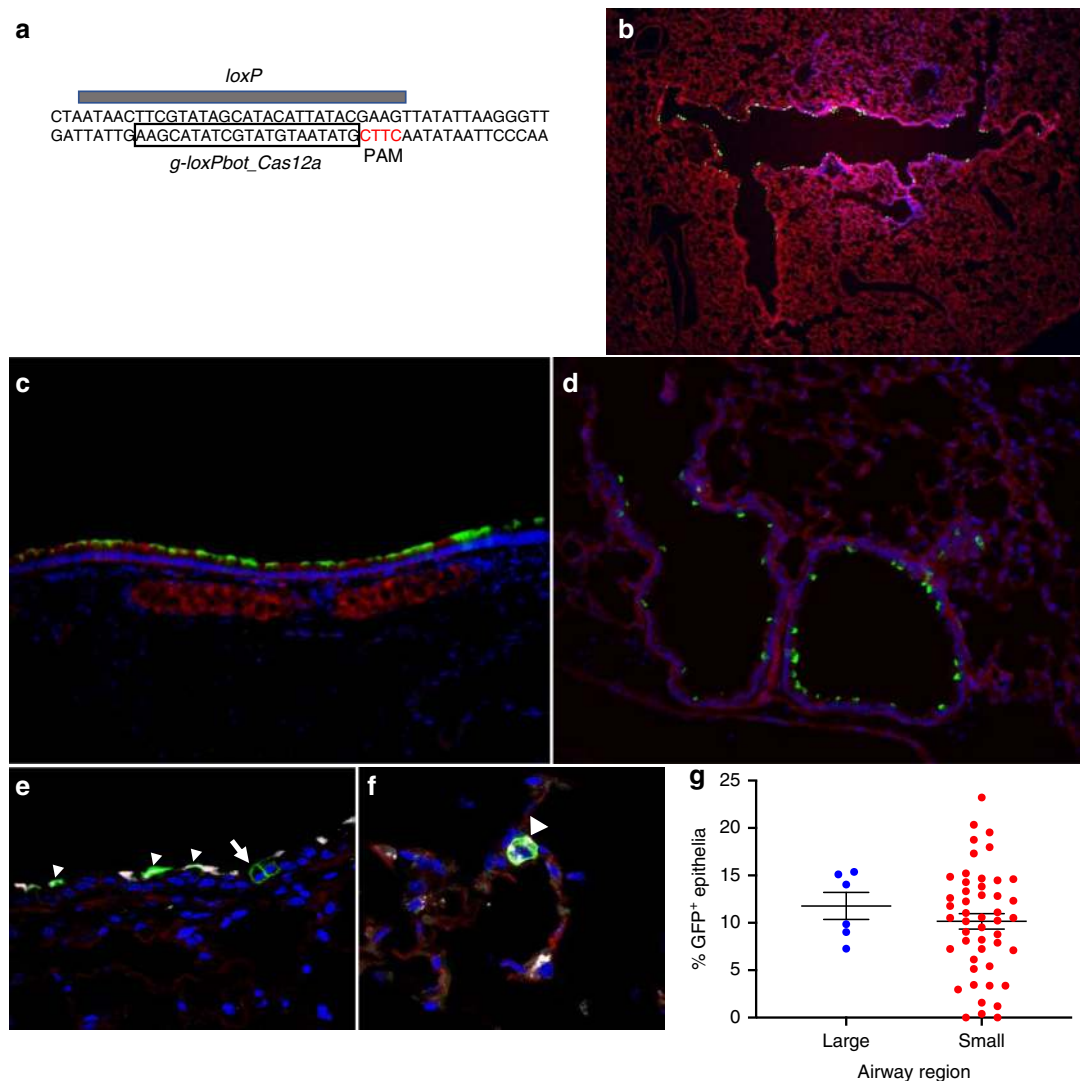 a
loxP
CTAATAACTTCGTATAGCATACATTATACGAAGTTATATTAAGGGTT
GATTATTGAAGCATATCGTATGTAATATGCTTCAATATAATTCCCAA
g-loxPbot_Cas12a
PAM
b
c
d
e
f
g
% GFP+ epithelia
25
20
15
10
5
0
Large
Small
Airway region